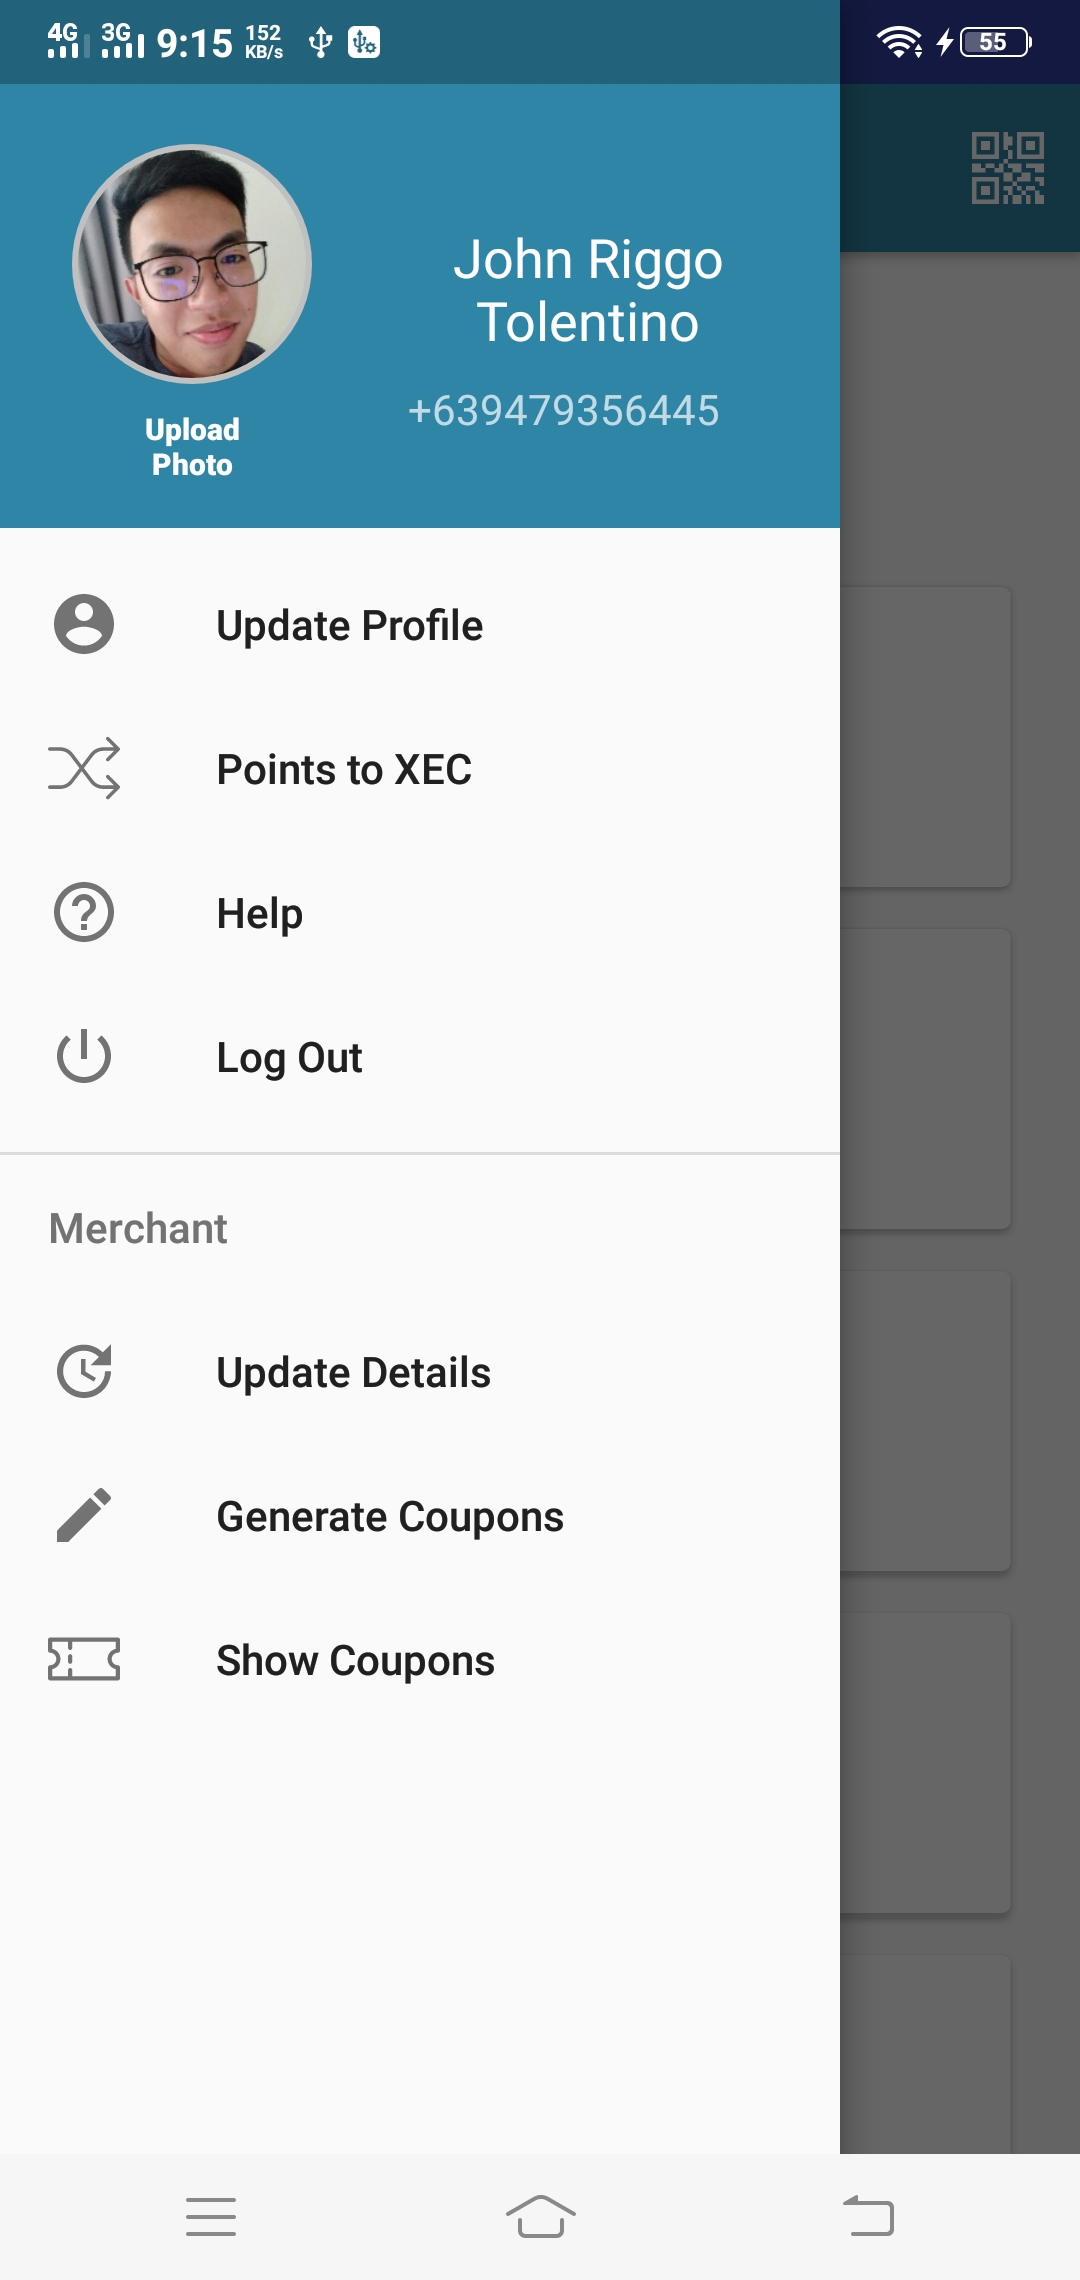 4G 3G 9:15 152 KB/s 55
John Riggo
Tolentino
+639479356445
Upload
Photo
Update Profile
Points to XEC
Help
Log Out
Merchant
Update Details
Generate Coupons
Show Coupons